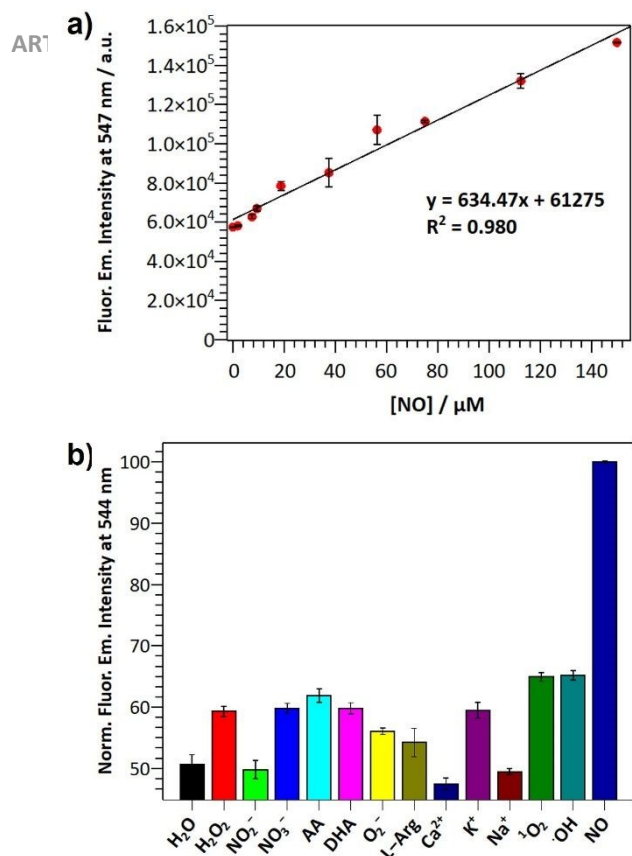 a)
ART
Fluor. Em. Intensity at 547 nm / a.u.
1.6×10⁵
1.4×10⁵
1.2×10⁵
1.0×10⁵
8.0×10⁴
6.0×10⁴
4.0×10⁴
2.0×10⁴
0
y = 634.47x + 61275
R² = 0.980
0 20 40 60 80 100 120 140
[NO] / μM
b)
Norm. Fluor. Em. Intensity at 544 nm
100
90
80
70
60
50
H₂O H₂O₂ NO₂⁻ NO₃⁻ AA DHA O₂⁻ L–Arg Ca²⁺ K⁺ Na⁺ ¹O₂ ·OH NO